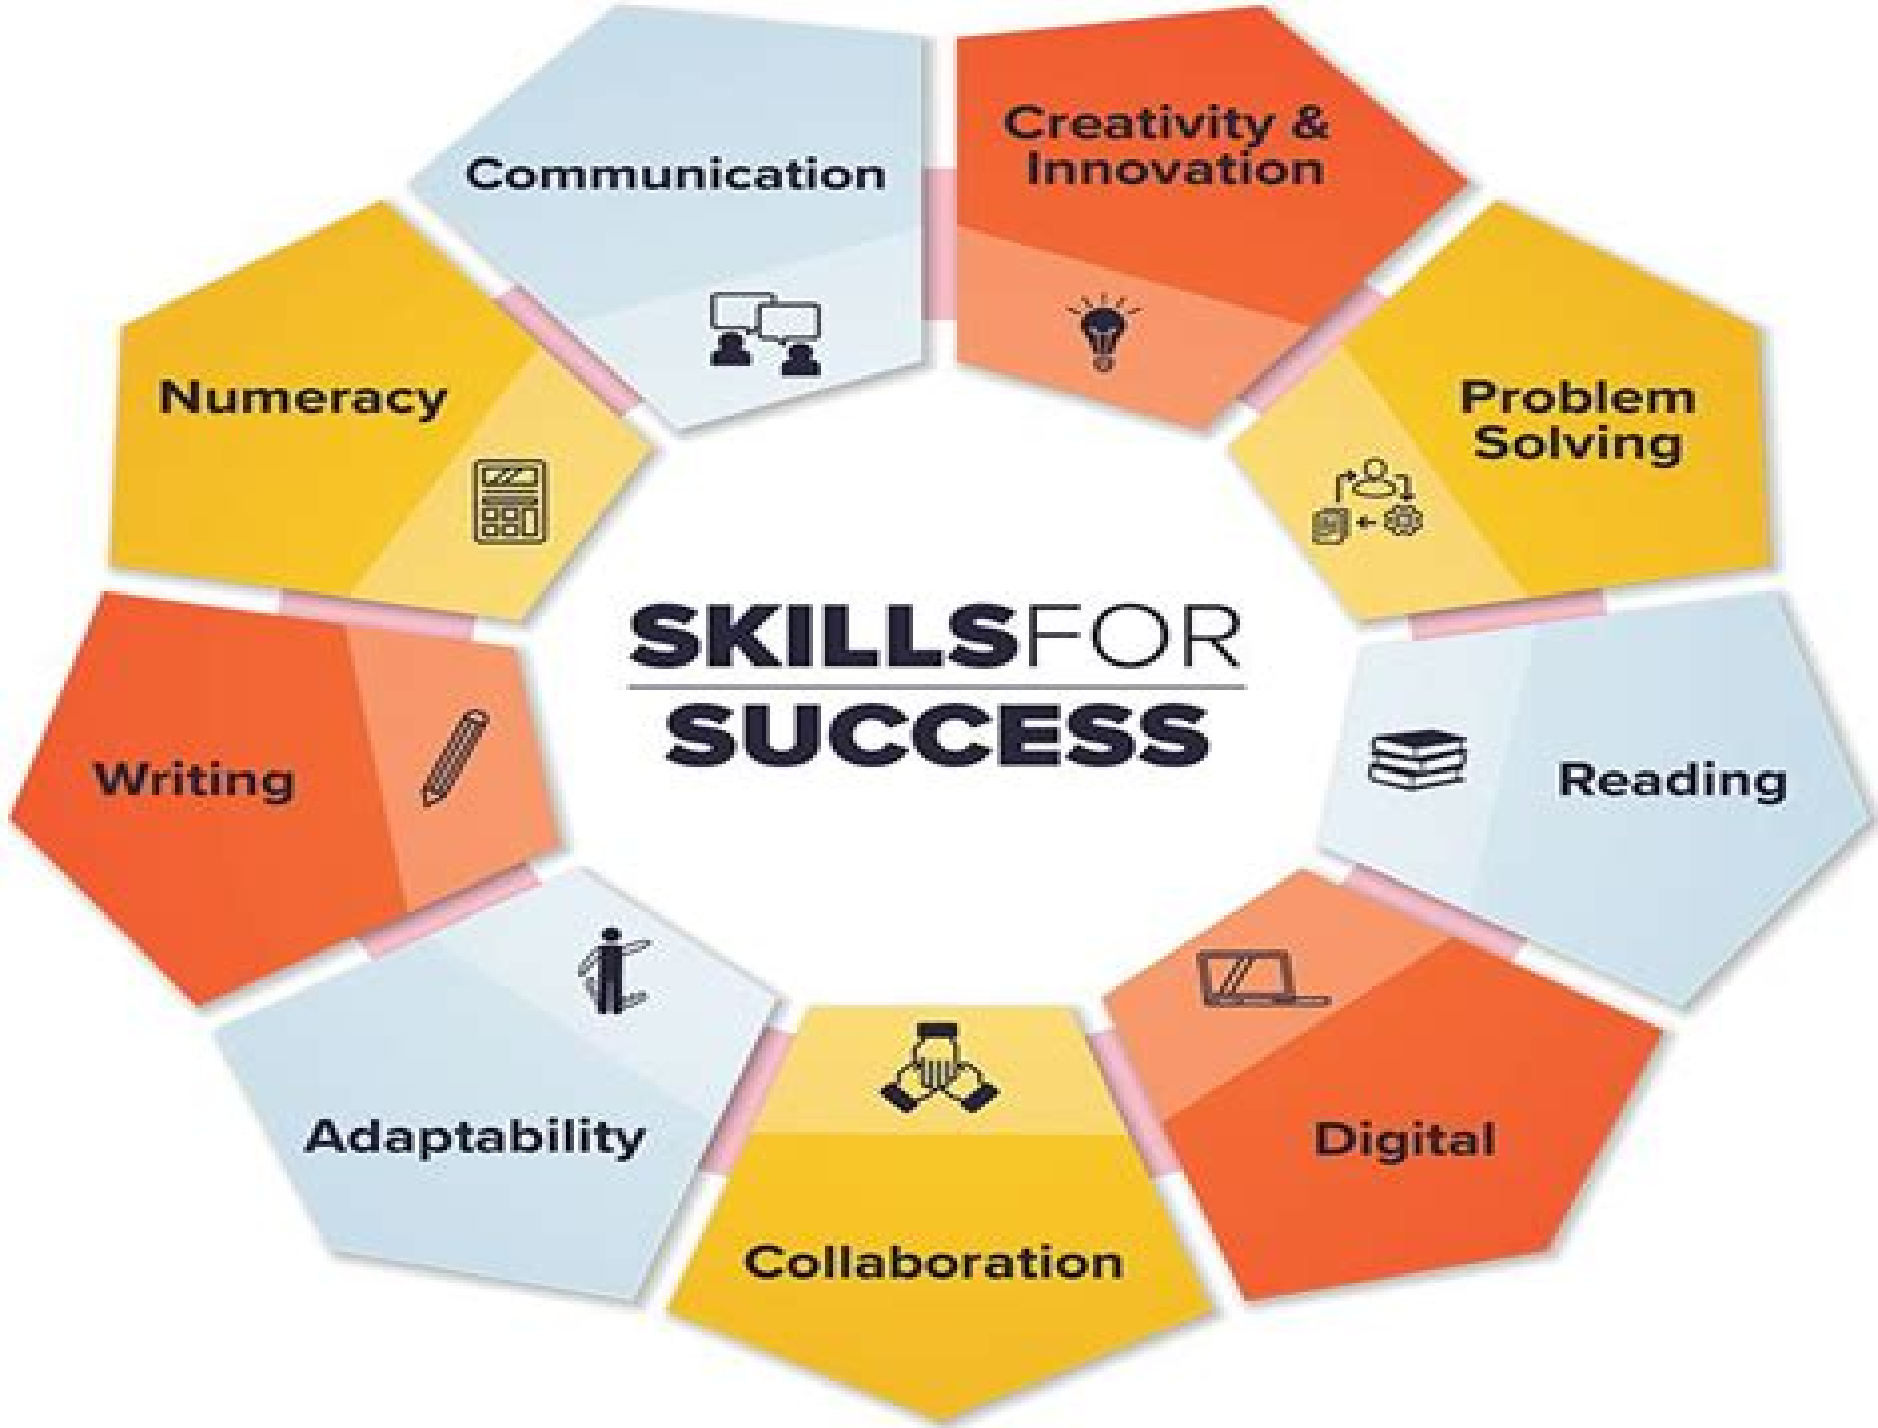 Communication
Creativity &
Innovation
Numeracy
Problem
Solving
SKILLSFOR
SUCCESS
Writing
Reading
Adaptability
Digital
Collaboration